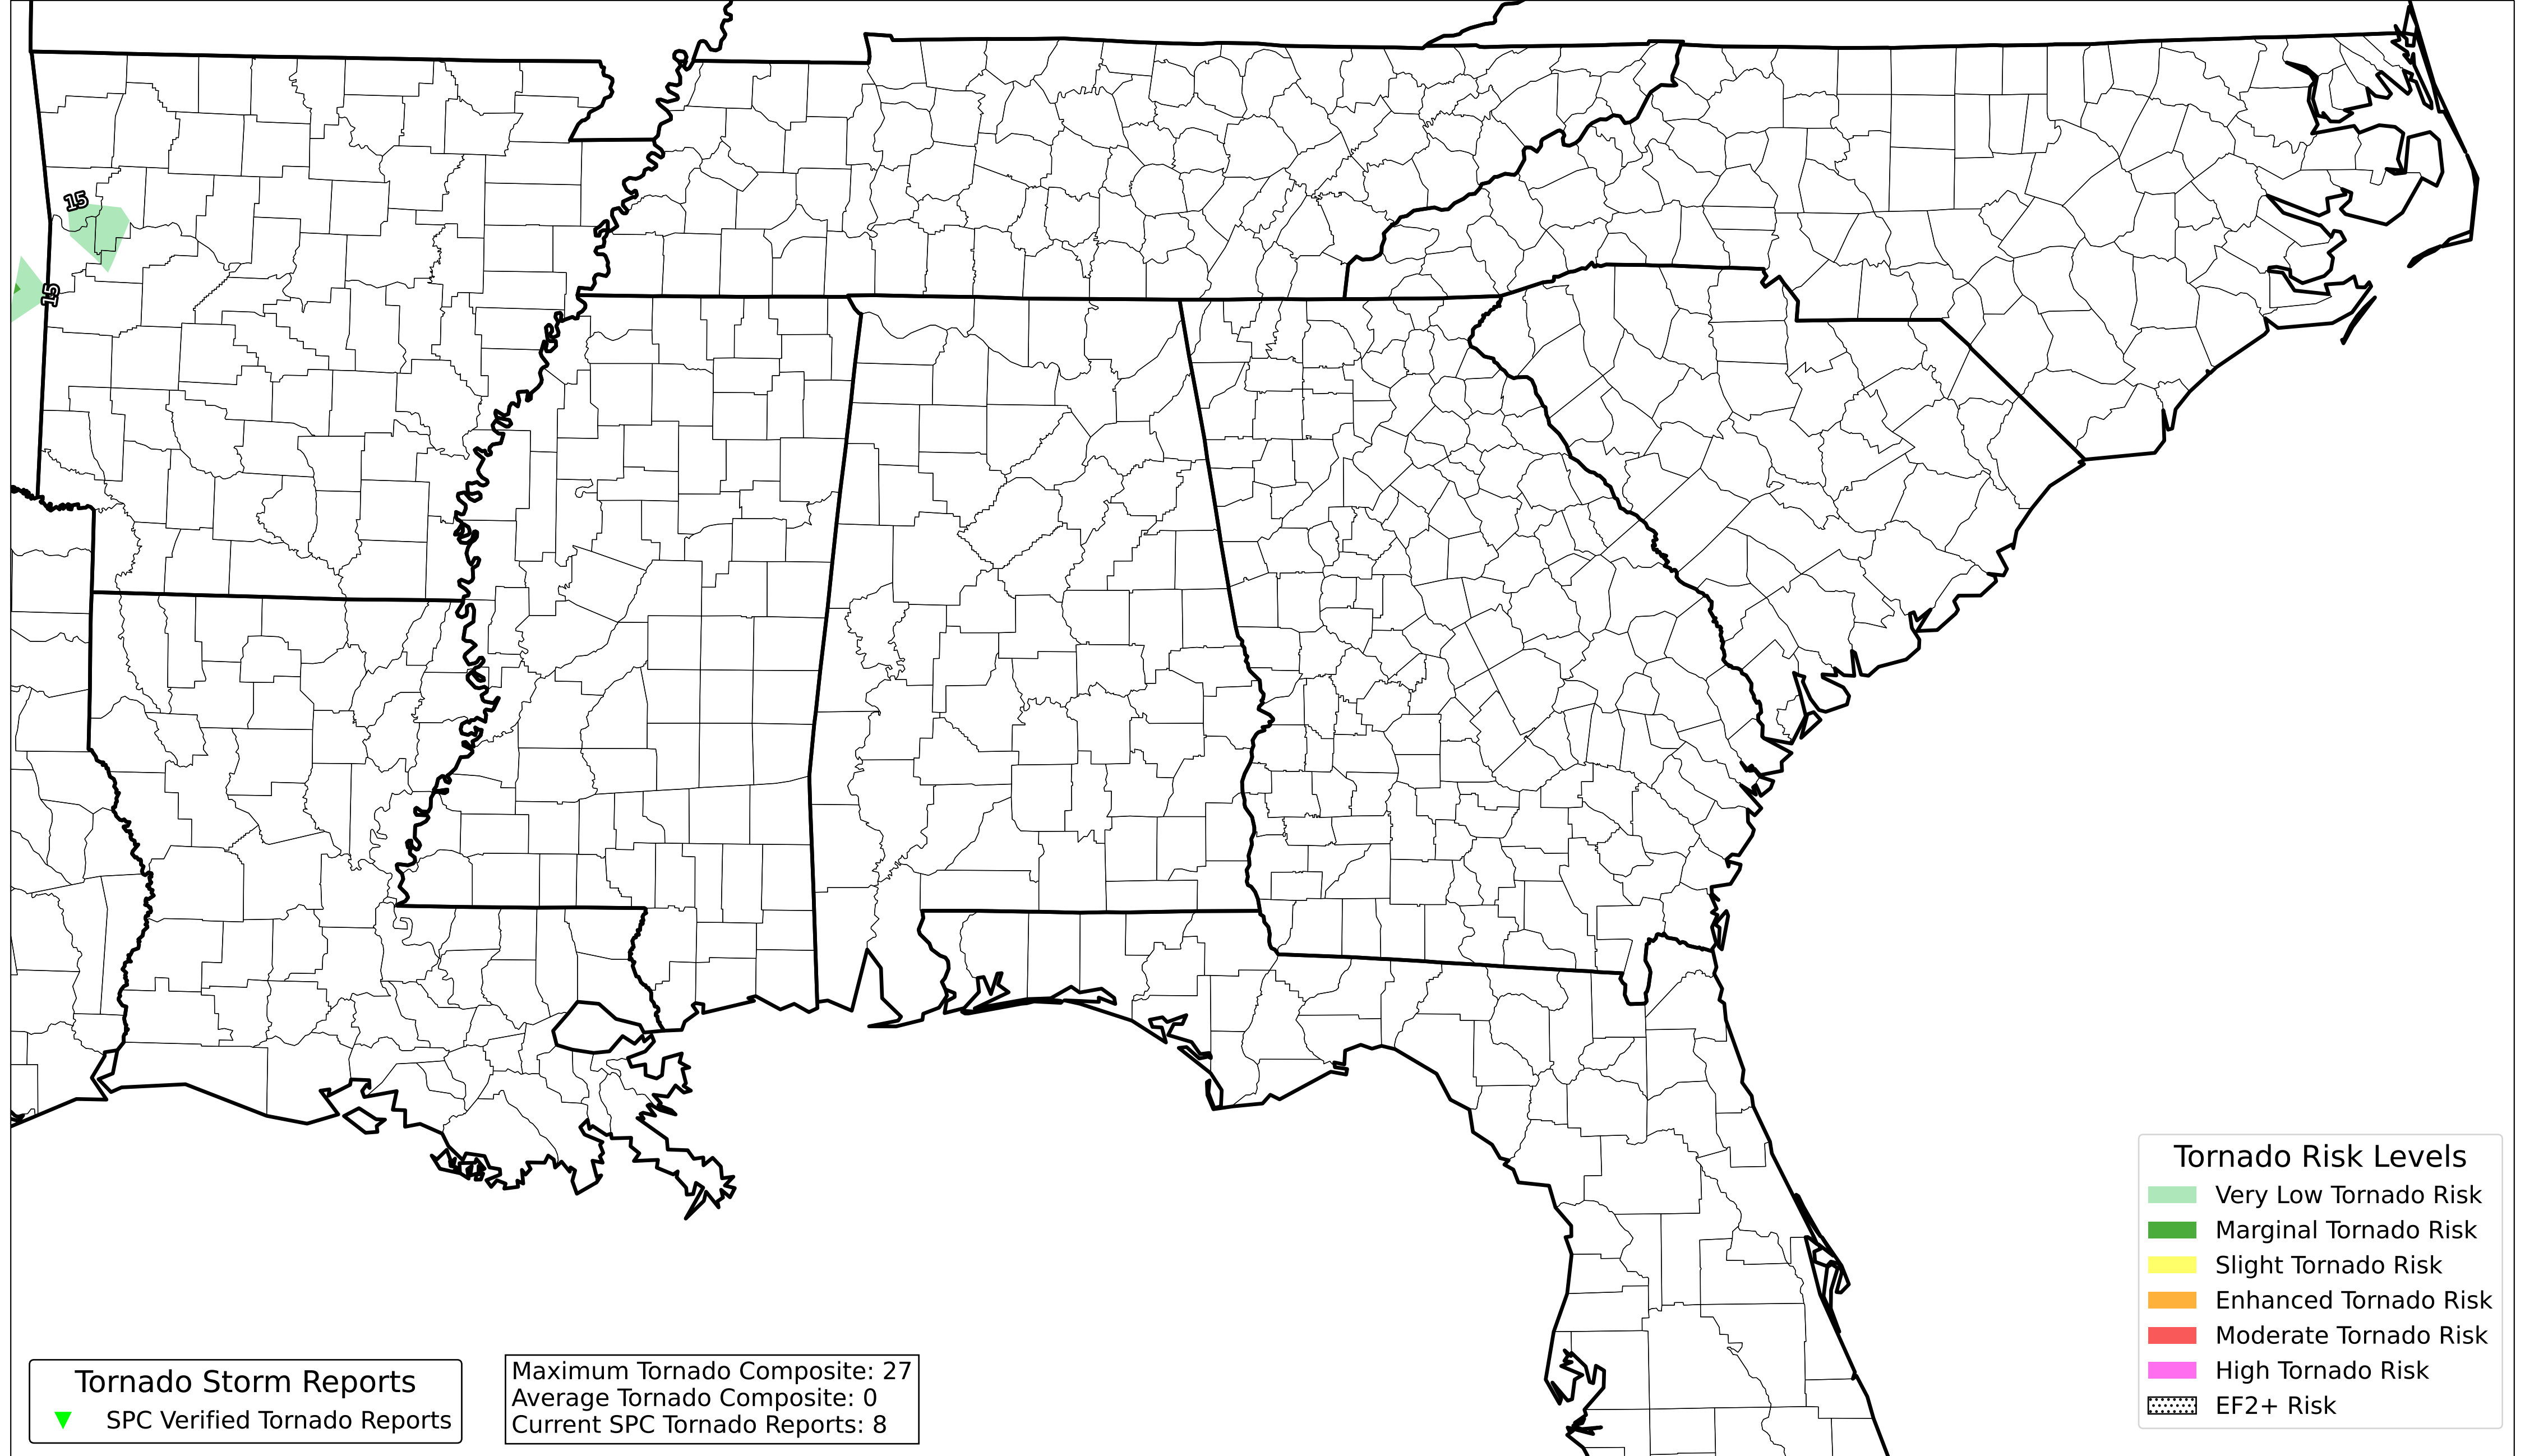 15
15
Tornado Risk Levels
Very Low Tornado Risk
Marginal Tornado Risk
Slight Tornado Risk
Enhanced Tornado Risk
Moderate Tornado Risk
High Tornado Risk
EF2+ Risk
Tornado Storm Reports
SPC Verified Tornado Reports
Maximum Tornado Composite: 27
Average Tornado Composite: 0
Current SPC Tornado Reports: 8